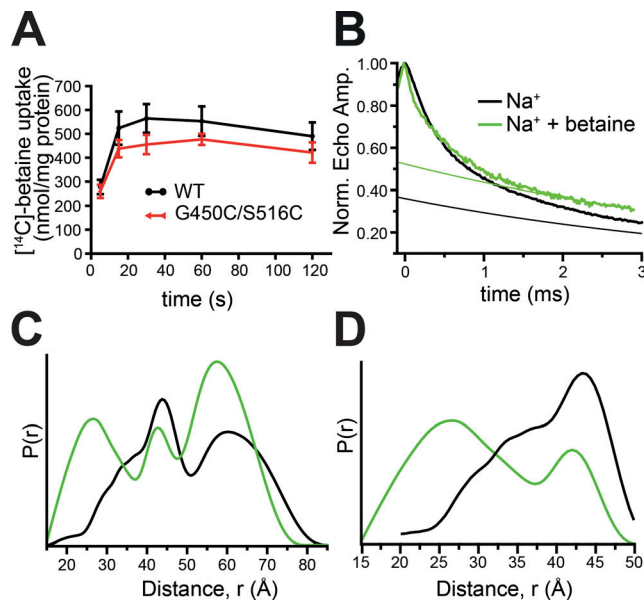 A
[¹⁴C]-betaine uptake
(nmol/mg protein)
700
600
500
400
300
200
100
0
WT
G450C/S516C
0 20 40 60 80 100 120
time (s)
B
Norm. Echo Amp.
1.00
0.80
0.60
0.40
0.20
Na⁺
Na⁺ + betaine
0 1 2 3
time (ms)
C
P(r)
20 30 40 50 60 70 80
Distance, r (Å)
D
P(r)
15 20 25 30 35 40 45 50
Distance, r (Å)